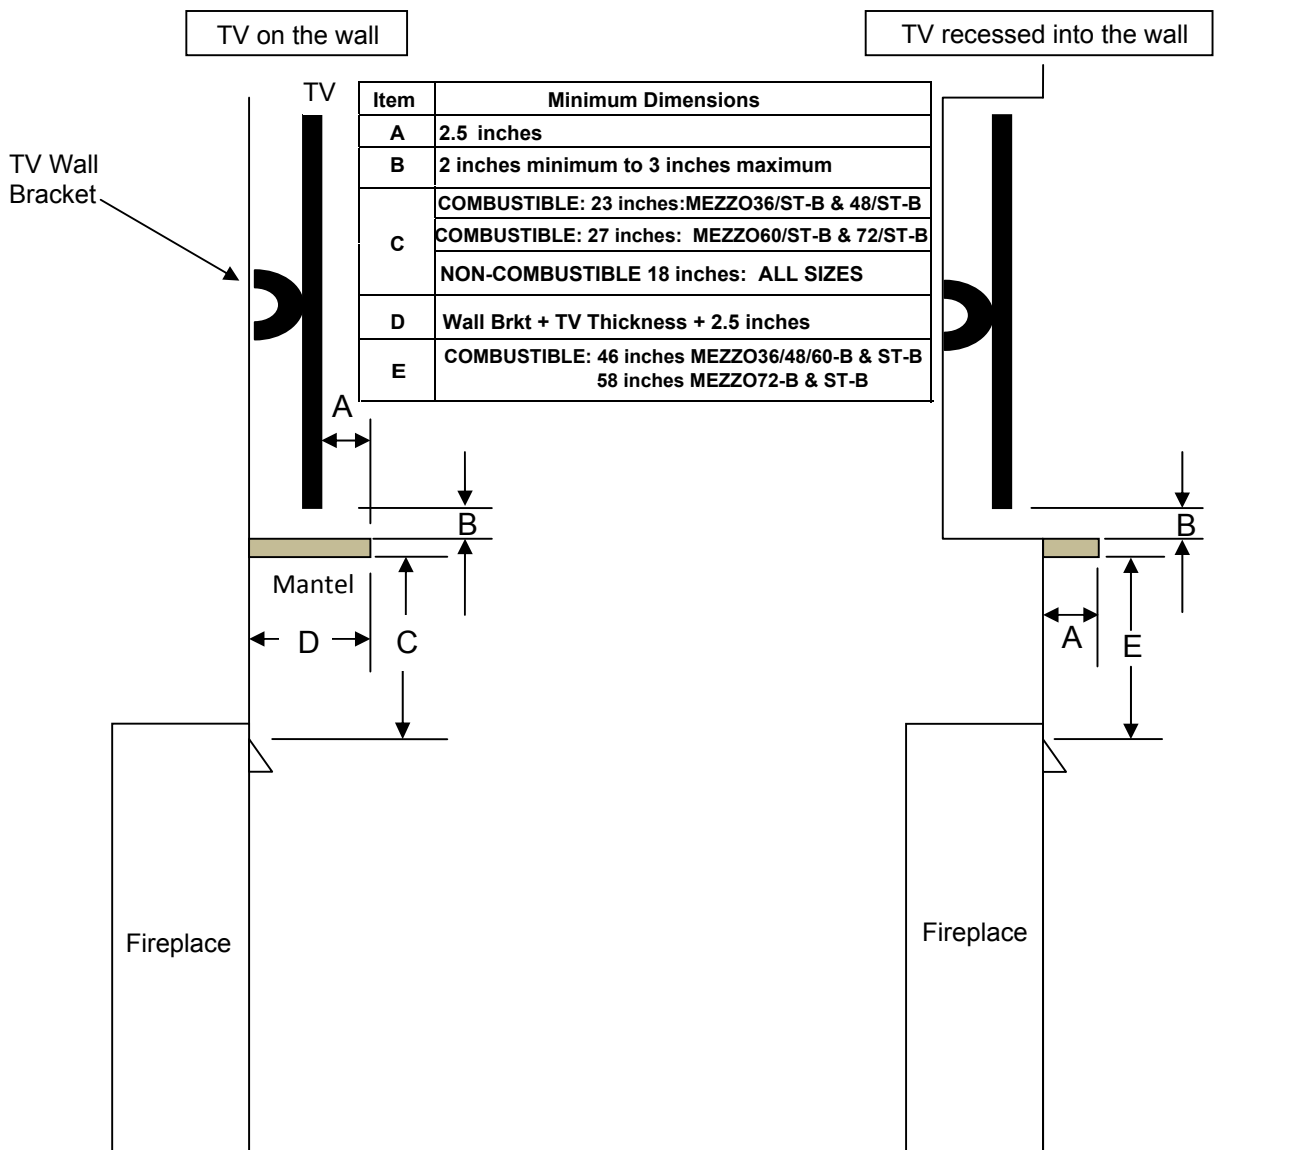 TV on the wall
TV recessed into the wall
TV
TV Wall
Bracket
Item Minimum Dimensions
A 2.5 inches
B 2 inches minimum to 3 inches maximum
C
COMBUSTIBLE: 23 inches:MEZZO36/ST-B & 48/ST-B
COMBUSTIBLE: 27 inches: MEZZO60/ST-B & 72/ST-B
NON-COMBUSTIBLE 18 inches: ALL SIZES
D Wall Brkt + TV Thickness + 2.5 inches
E COMBUSTIBLE: 46 inches MEZZO36/48/60-B & ST-B
58 inches MEZZO72-B & ST-B
A
B
Mantel
D
C
Fireplace
B
A
E
Fireplace